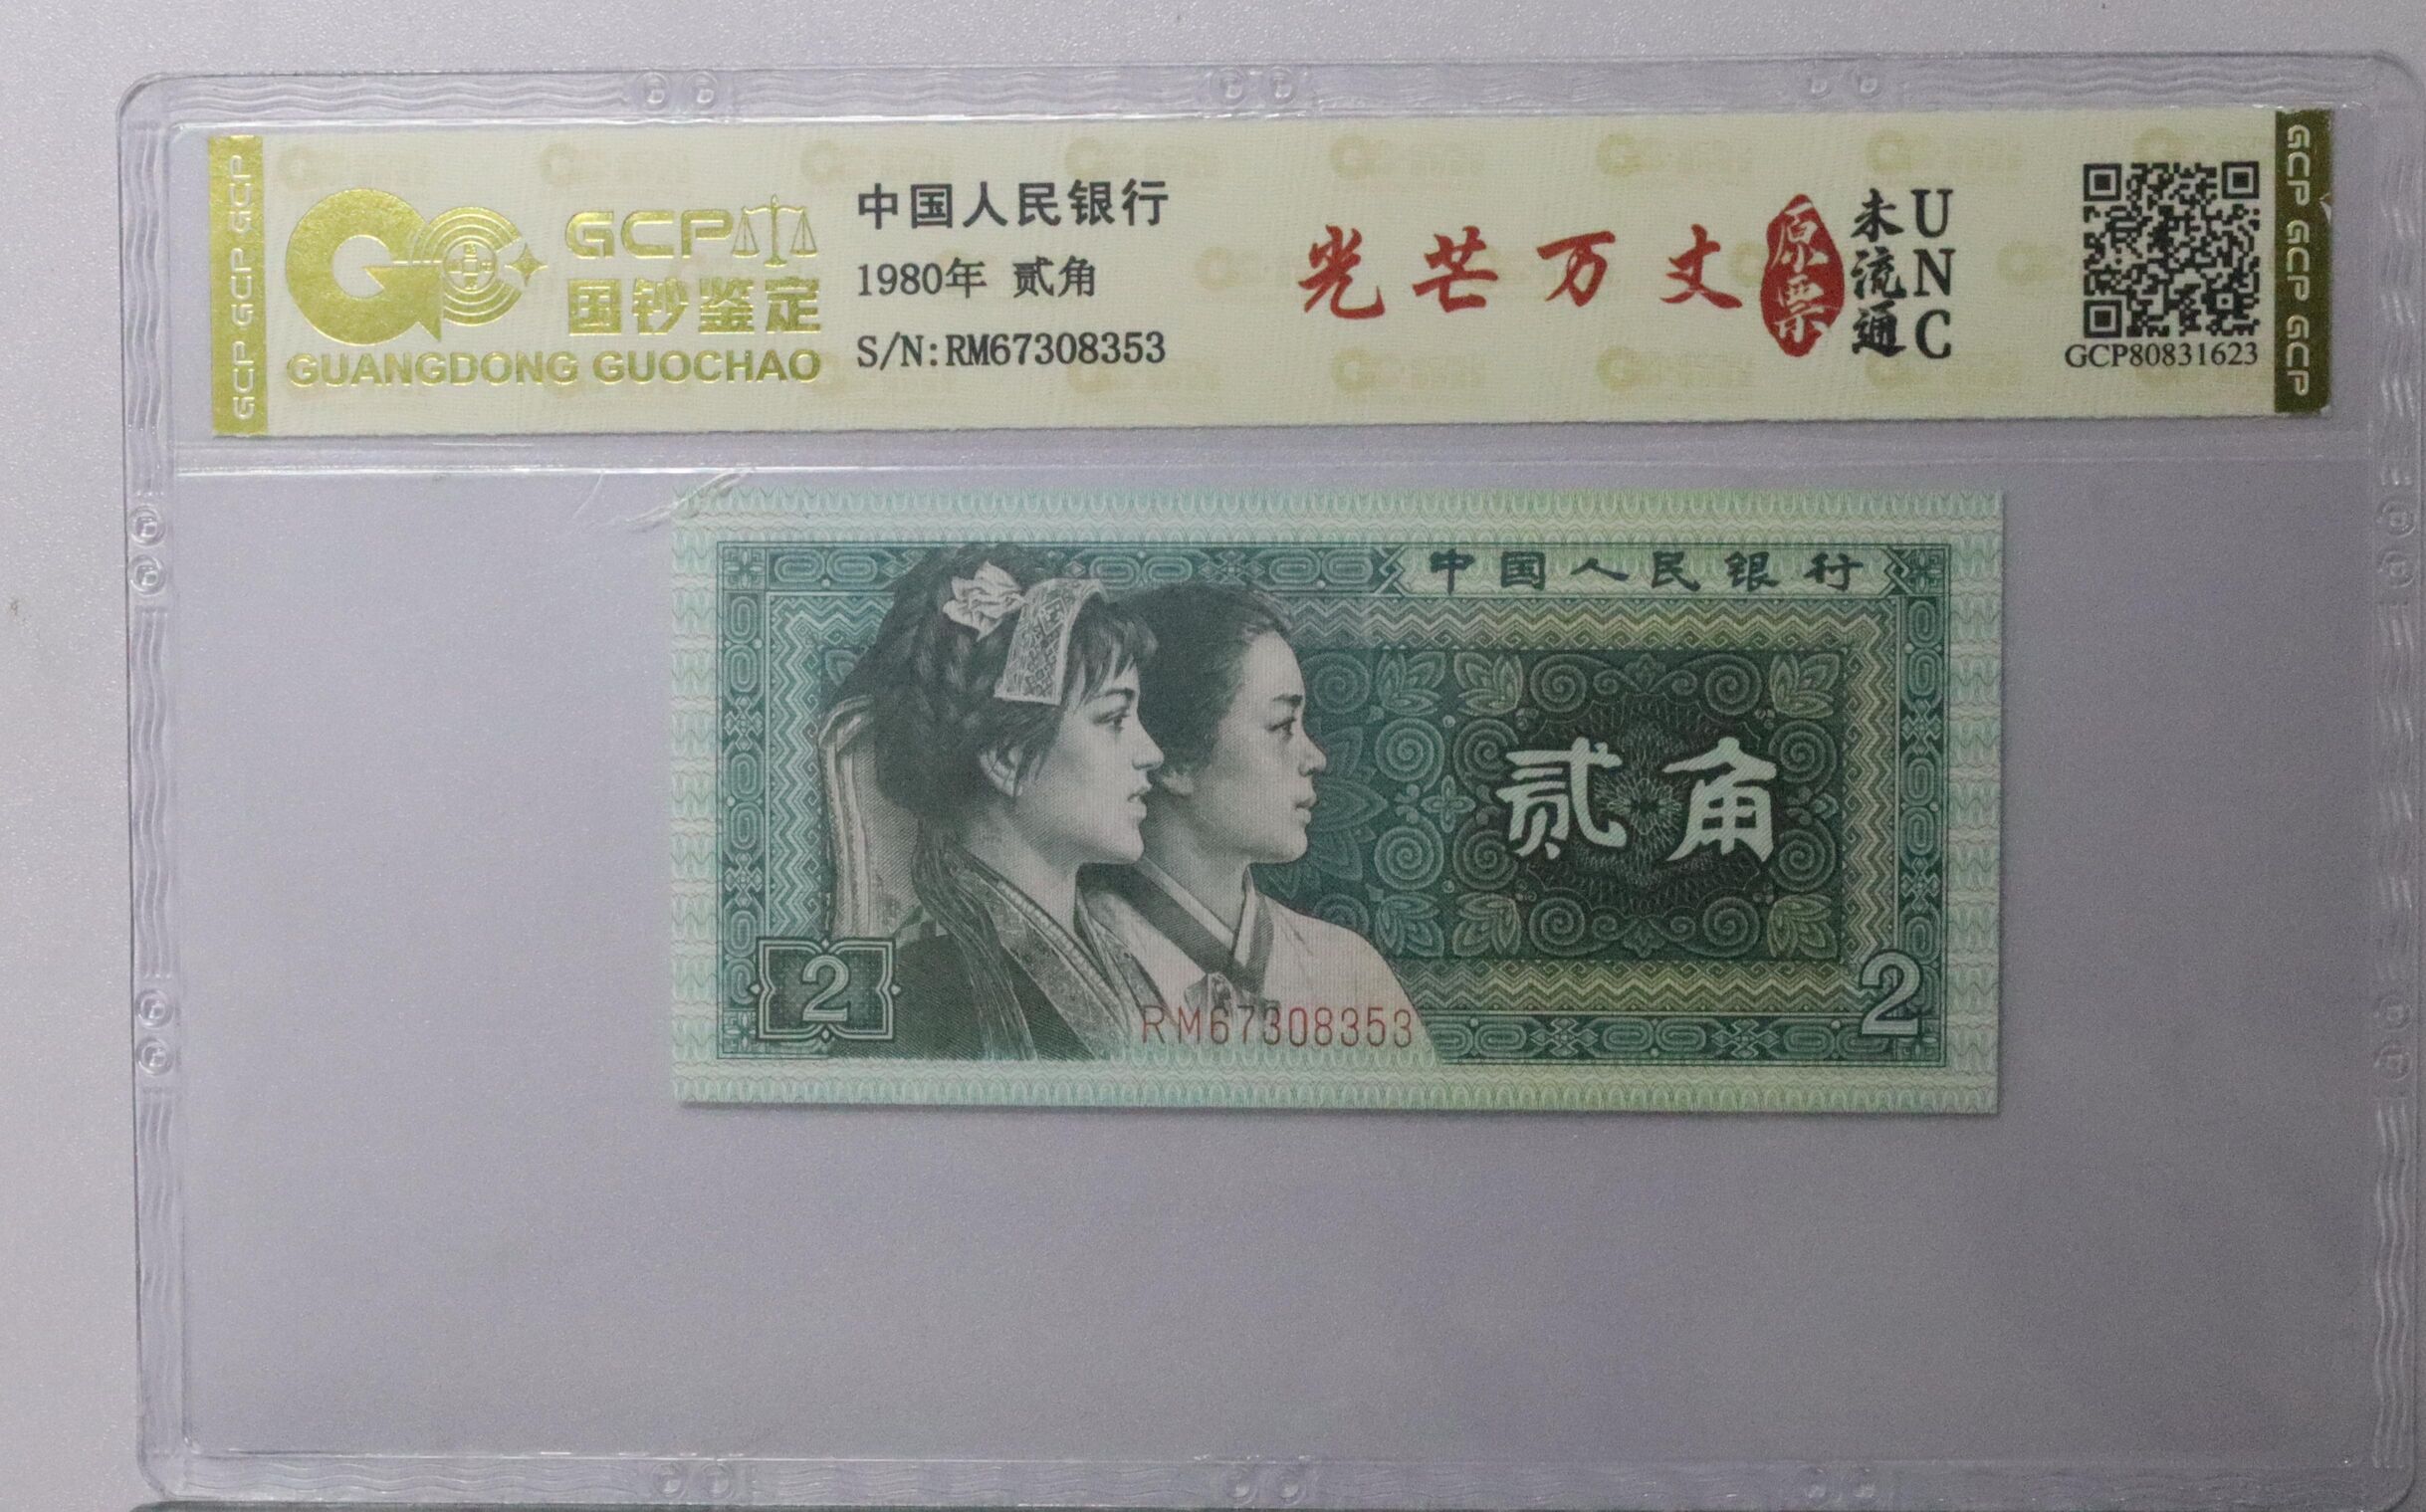 GCP GCP GCP
GCP
国钞鉴定
GUANGDONG GUOCHAO
中国人民银行
1980年 贰角
S/N:RM67308353
光芒万丈
原票
未流通
UNC
GCP80831623
GCP GCP GCP
中国人民银行
贰角
2
RM67308353
2